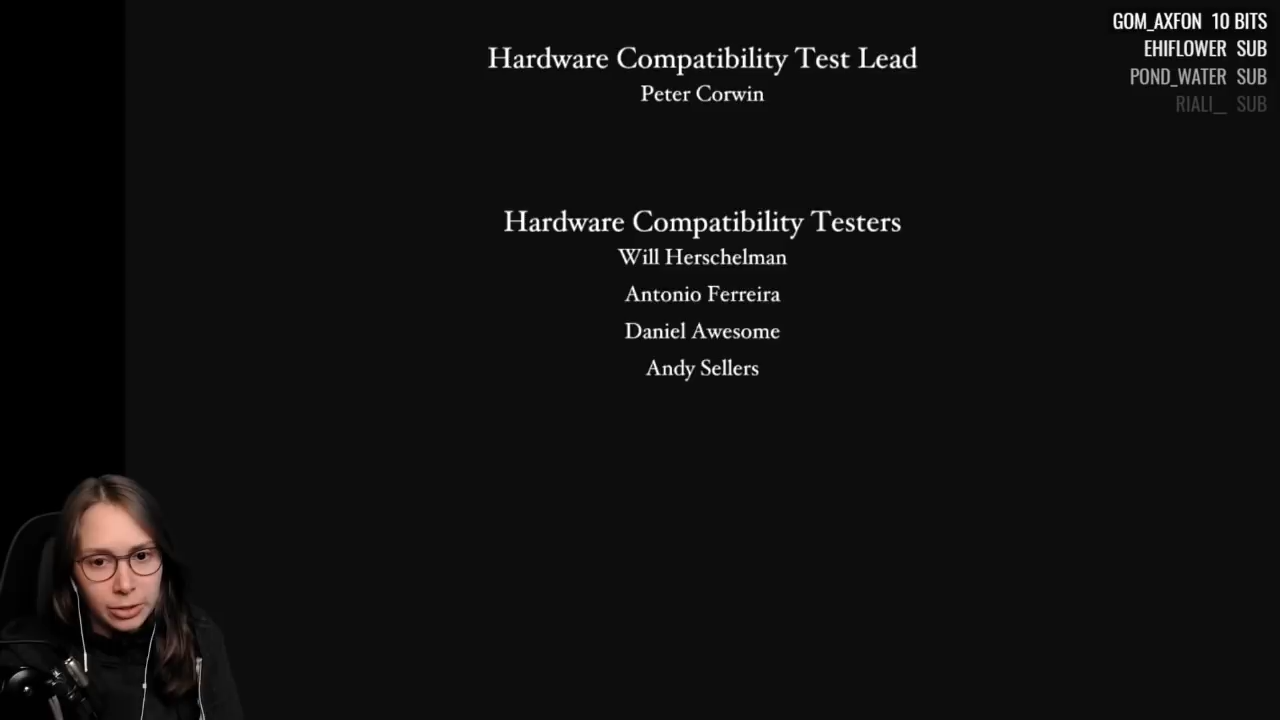 Hardware Compatibility Test Lead
Peter Corwin
Hardware Compatibility Testers
Will Herschelman
Antonio Ferreira
Daniel Awesome
Andy Sellers
GOM_AXFON 10 BITS
EHIFLOWER SUB
POND_WATER SUB
RIALI__ SUB